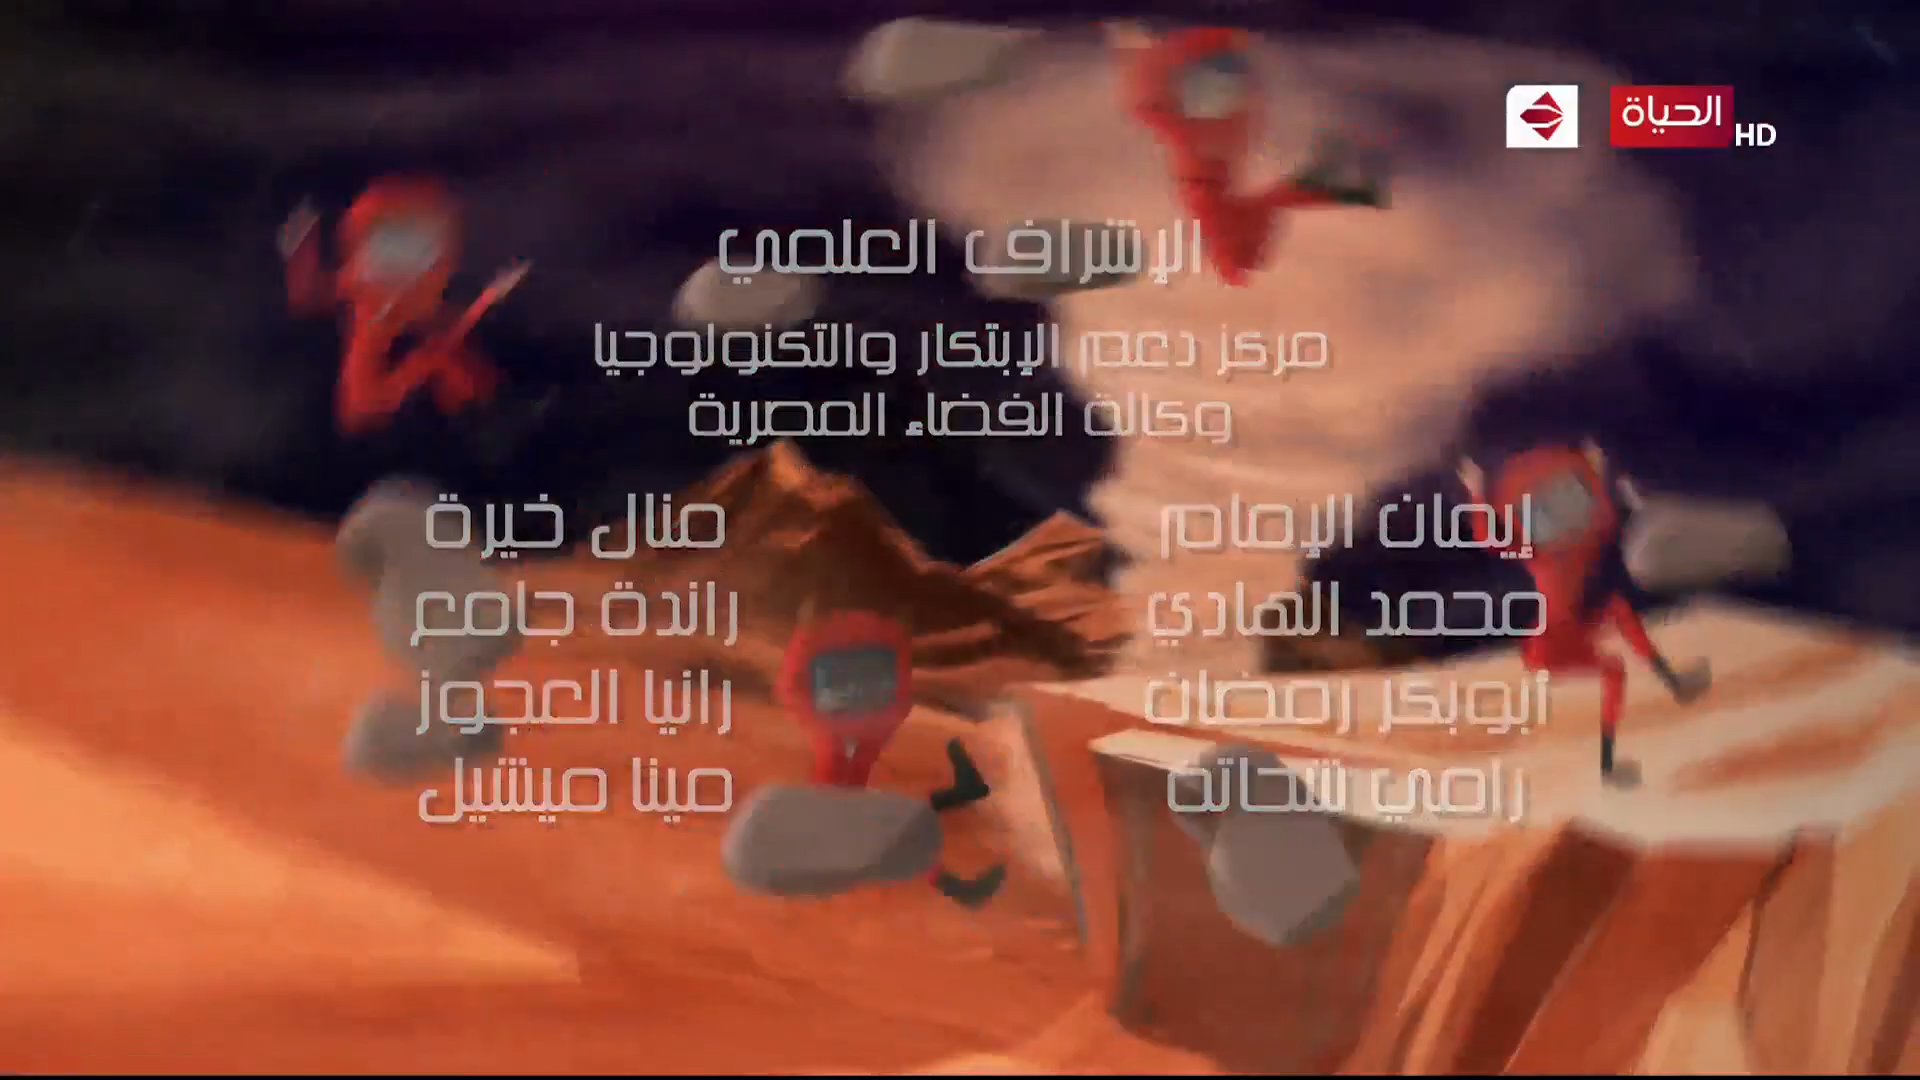 الحياة HD
الإشراف العلمي
مركز دعم الإبتكار والتكنولوجيا
وكالة الفضاء المصرية
إيمان الإمام
منال خيرة
محمد الهادي
راندة جامع
أبوبكر رمضان
رانيا العجوز
رامي شحاتة
مينا ميشيل